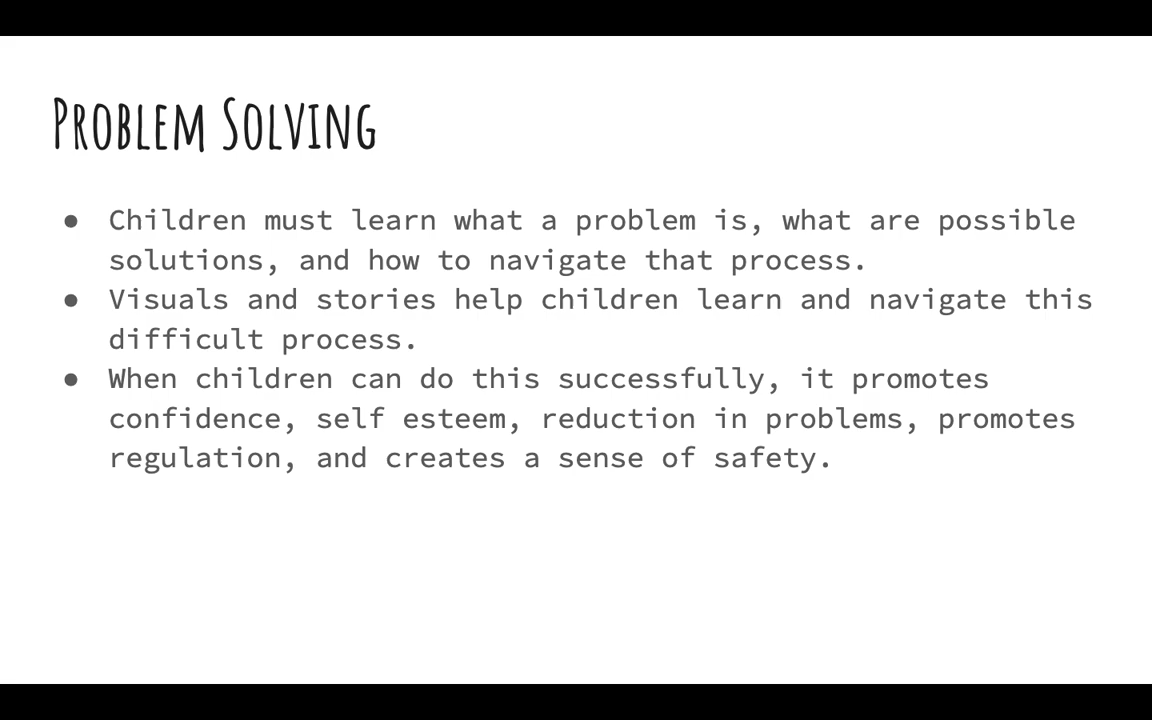 Problem Solving
● Children must learn what a problem is, what are possible
solutions, and how to navigate that process.
● Visuals and stories help children learn and navigate this
difficult process.
● When children can do this successfully, it promotes
confidence, self esteem, reduction in problems, promotes
regulation, and creates a sense of safety.